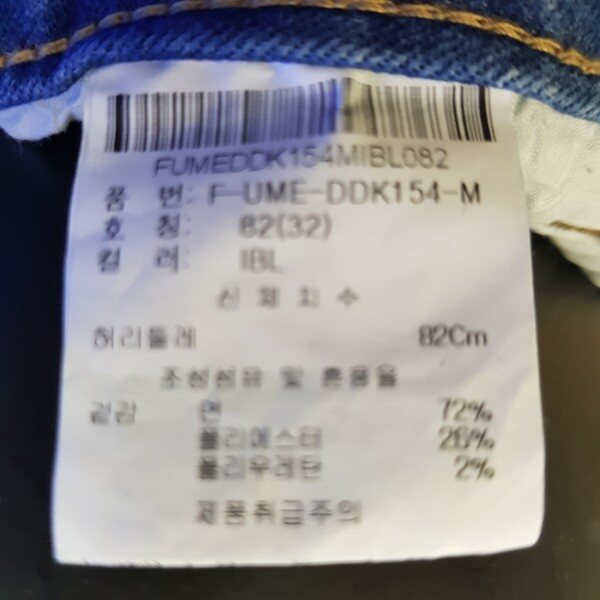 FUMEDDK154MIBL082
품 번: F-UME-DDK154-M
호 칭: 82(32)
컬 러: IBL
신 체 치 수
허리둘레 82Cm
조성섬유 및 혼용율
겉감 면 72%
폴리에스터 26%
폴리우레탄 2%
제품취급주의